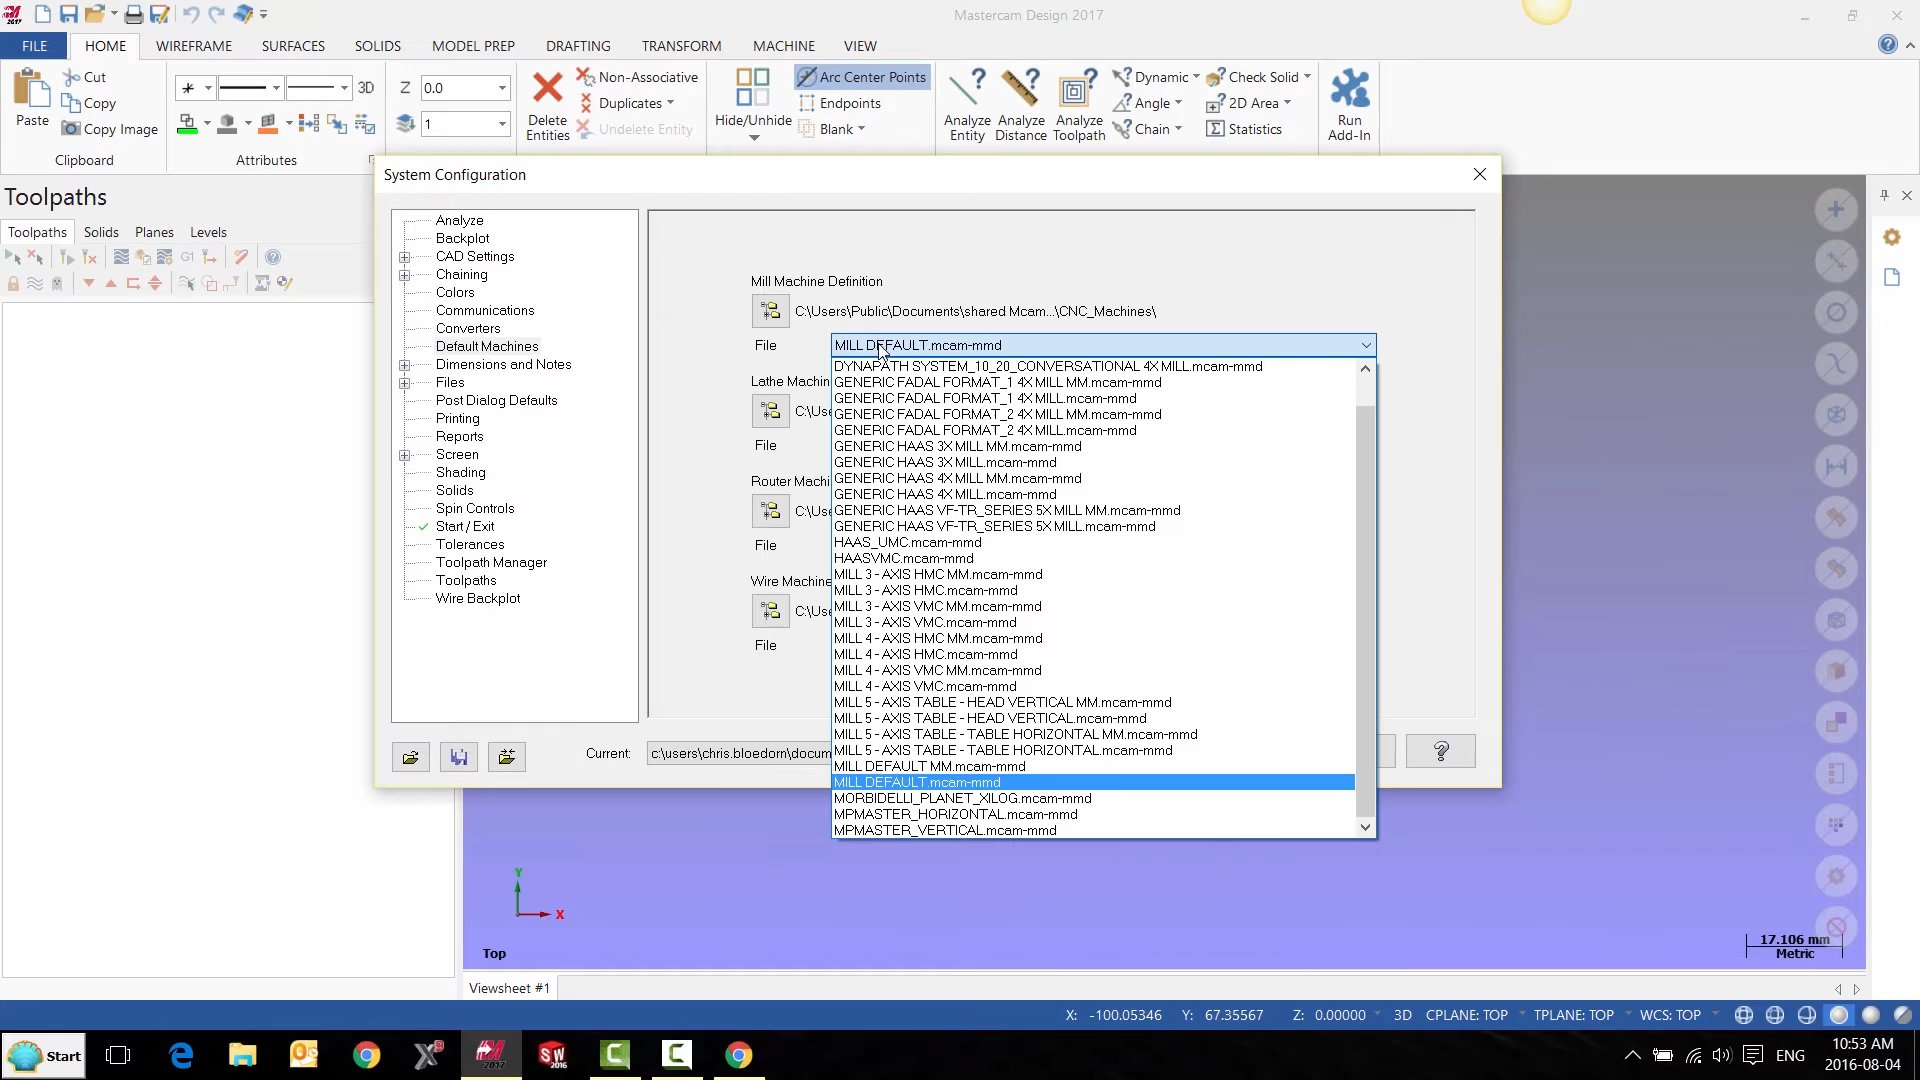 Mastercam Design 2017
FILE HOME WIREFRAME SURFACES SOLIDS MODEL PREP DRAFTING TRANSFORM MACHINE VIEW
Paste
Cut
Copy
Copy Image
Clipboard
3D
Attributes
Z 0.0
1
Delete Entities
Non-Associative
Duplicates
Undelete Entity
Hide/Unhide
Arc Center Points
Endpoints
Blank
Analyze Entity
Analyze Distance
Analyze Toolpath
Dynamic
Angle
Chain
Check Solid
2D Area
Statistics
Run Add-In
Toolpaths
Toolpaths Solids Planes Levels
G1
System Configuration
Analyze
Backplot
CAD Settings
Chaining
Colors
Communications
Converters
Default Machines
Dimensions and Notes
Files
Post Dialog Defaults
Printing
Reports
Screen
Shading
Solids
Spin Controls
Start / Exit
Tolerances
Toolpath Manager
Toolpaths
Wire Backplot
Mill Machine Definition
C:\Users\Public\Documents\shared Mcam...\CNC_Machines\
File MILL DEFAULT.mcam-mmd
Lathe Machin
C:\Use
File
Router Machi
C:\Use
File
Wire Machine
C:\Use
File
DYNAPATH SYSTEM_10_20_CONVERSATIONAL 4X MILL.mcam-mmd
GENERIC FADAL FORMAT_1 4X MILL MM.mcam-mmd
GENERIC FADAL FORMAT_1 4X MILL.mcam-mmd
GENERIC FADAL FORMAT_2 4X MILL MM.mcam-mmd
GENERIC FADAL FORMAT_2 4X MILL.mcam-mmd
GENERIC HAAS 3X MILL MM.mcam-mmd
GENERIC HAAS 3X MILL.mcam-mmd
GENERIC HAAS 4X MILL MM.mcam-mmd
GENERIC HAAS 4X MILL.mcam-mmd
GENERIC HAAS VF-TR_SERIES 5X MILL MM.mcam-mmd
GENERIC HAAS VF-TR_SERIES 5X MILL.mcam-mmd
HAAS_UMC.mcam-mmd
HAASVMC.mcam-mmd
MILL 3 - AXIS HMC MM.mcam-mmd
MILL 3 - AXIS HMC.mcam-mmd
MILL 3 - AXIS VMC MM.mcam-mmd
MILL 3 - AXIS VMC.mcam-mmd
MILL 4 - AXIS HMC MM.mcam-mmd
MILL 4 - AXIS HMC.mcam-mmd
MILL 4 - AXIS VMC MM.mcam-mmd
MILL 4 - AXIS VMC.mcam-mmd
MILL 5 - AXIS TABLE - HEAD VERTICAL MM.mcam-mmd
MILL 5 - AXIS TABLE - HEAD VERTICAL.mcam-mmd
MILL 5 - AXIS TABLE - TABLE HORIZONTAL MM.mcam-mmd
MILL 5 - AXIS TABLE - TABLE HORIZONTAL.mcam-mmd
MILL DEFAULT MM.mcam-mmd
MILL DEFAULT.mcam-mmd
MORBIDELLI_PLANET_XILOG.mcam-mmd
MPMASTER_HORIZONTAL.mcam-mmd
MPMASTER_VERTICAL.mcam-mmd
Current: c:\users\chris.bloedorn\docum
Y
X
Top
17.106 mm
Metric
Viewsheet #1
X: -100.05346 Y: 67.35567 Z: 0.00000 3D CPLANE: TOP TPLANE: TOP WCS: TOP
Start
2017
SW
2016
ENG
10:53 AM
2016-08-04